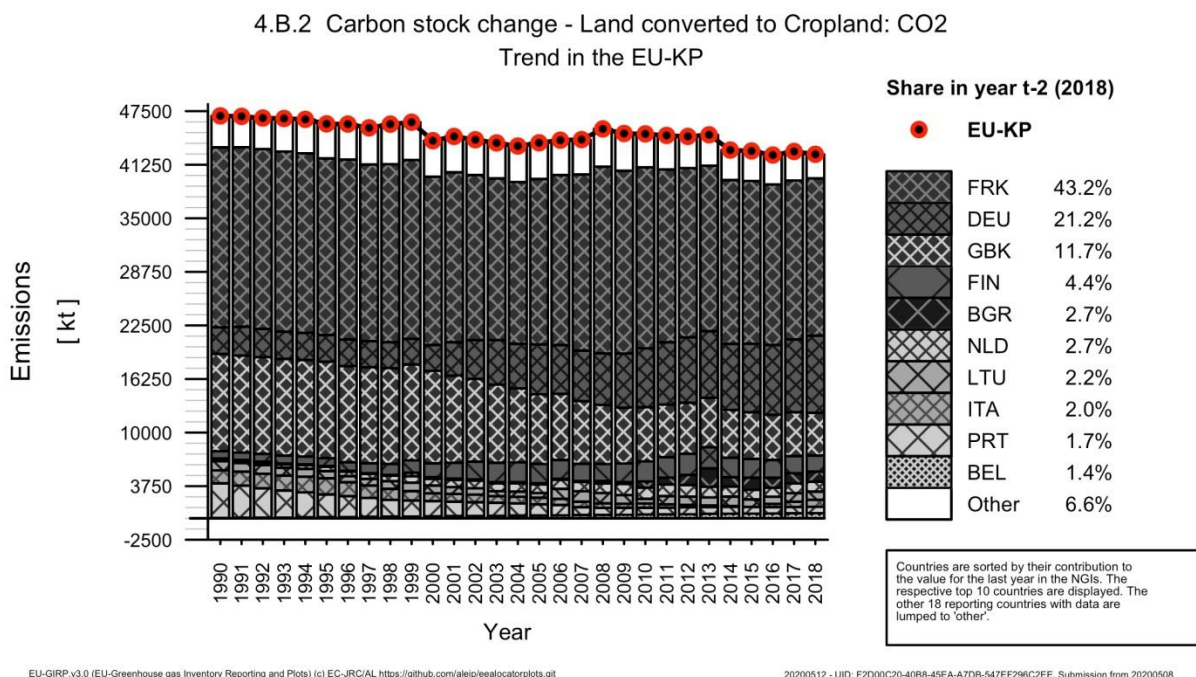 4.B.2 Carbon stock change - Land converted to Cropland: CO2
Trend in the EU-KP
Emissions
[ kt ]
47500
41250
35000
28750
22500
16250
10000
3750
-2500
1990
1991
1992
1993
1994
1995
1996
1997
1998
1999
2000
2001
2002
2003
2004
2005
2006
2007
2008
2009
2010
2011
2012
2013
2014
2015
2016
2017
2018
Year
Share in year t-2 (2018)
EU-KP
FRK 43.2%
DEU 21.2%
GBK 11.7%
FIN 4.4%
BGR 2.7%
NLD 2.7%
LTU 2.2%
ITA 2.0%
PRT 1.7%
BEL 1.4%
Other 6.6%
Countries are sorted by their contribution to
the value for the last year in the NGIs. The
respective top 10 countries are displayed. The
other 18 reporting countries with data are
lumped to 'other'.
EU-GIRP.v3.0 (EU-Greenhouse gas Inventory Reporting and Plots) (c) EC-JRC/AL https://github.com/aleip/eealocatorplots.git
20200512 - UID: F2D00C20-40B8-45EA-A7DB-547EF296C2EE. Submission from 20200508